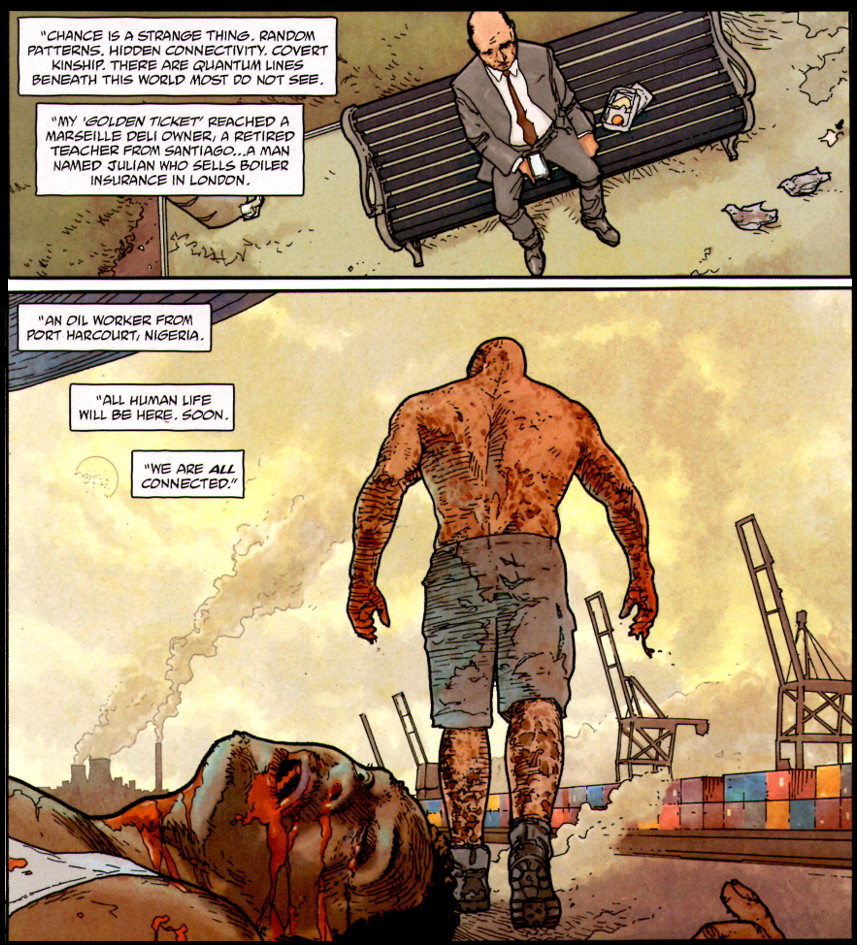 "CHANCE IS A STRANGE THING. RANDOM
PATTERNS. HIDDEN CONNECTIVITY. COVERT
KINSHIP. THERE ARE QUANTUM LINES
BENEATH THIS WORLD MOST DO NOT SEE.
"MY 'GOLDEN TICKET' REACHED A
MARSEILLE DELI OWNER, A RETIRED
TEACHER FROM SANTIAGO...A MAN
NAMED JULIAN WHO SELLS BOILER
INSURANCE IN LONDON.
"AN OIL WORKER FROM
PORT HARCOURT, NIGERIA.
"ALL HUMAN LIFE
WILL BE HERE. SOON.
"WE ARE ALL
CONNECTED."